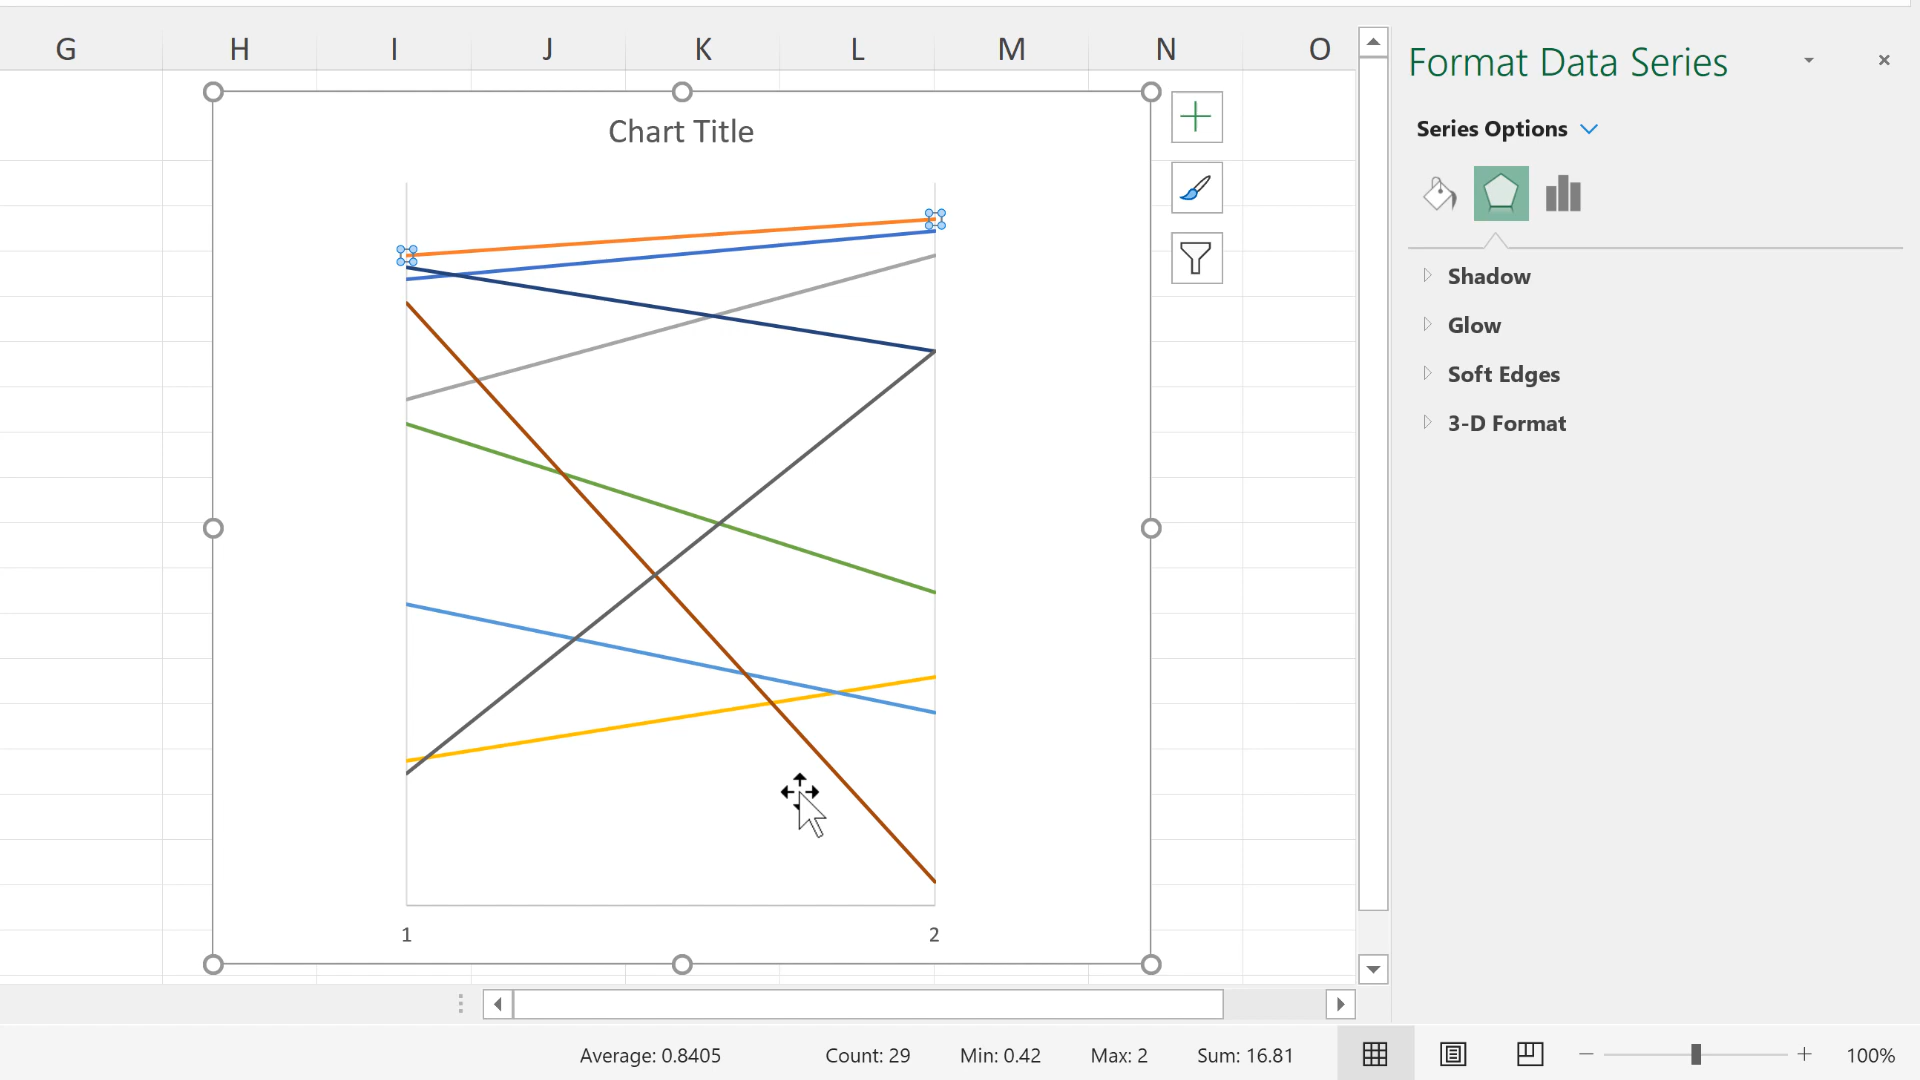 G H I J K L M N O
Format Data Series
Series Options
Chart Title
Shadow
Glow
Soft Edges
3-D Format
1 2
Average: 0.8405 Count: 29 Min: 0.42 Max: 2 Sum: 16.81 100%